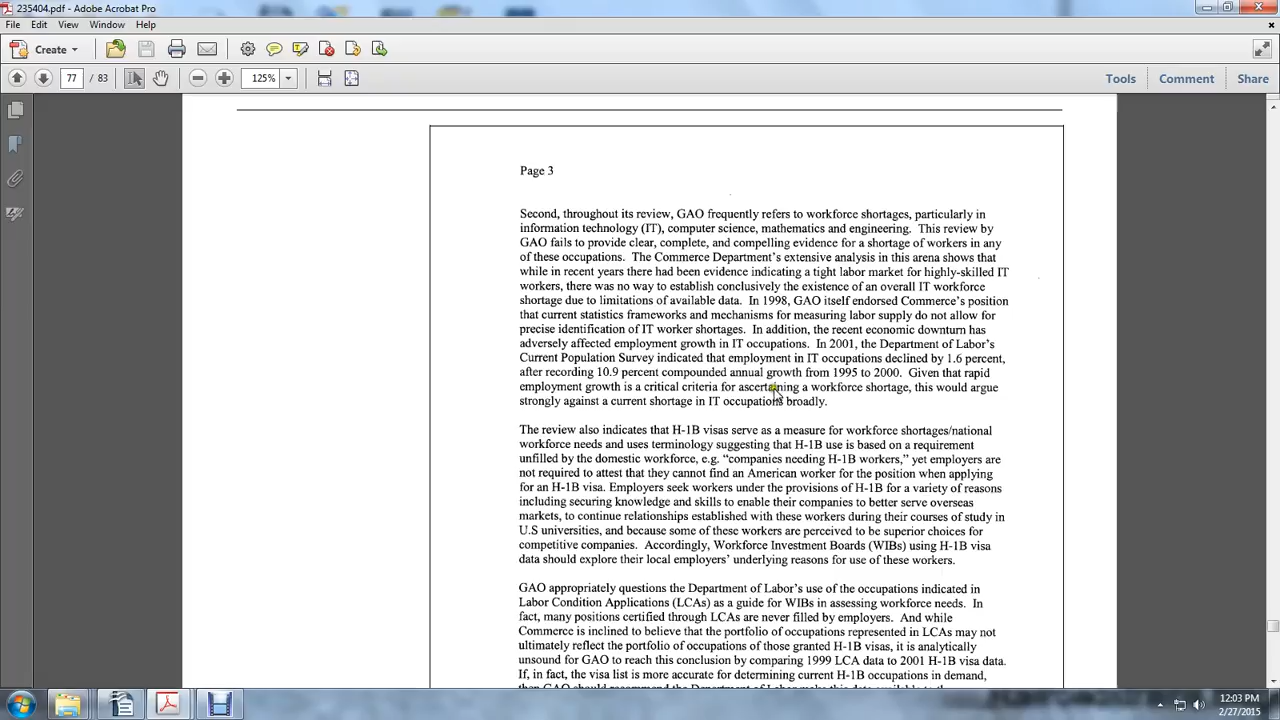 235404.pdf - Adobe Acrobat Pro
File Edit View Window Help
Create
77 / 83 125% Tools Comment Share
Page 3
Second, throughout its review, GAO frequently refers to workforce shortages, particularly in
information technology (IT), computer science, mathematics and engineering. This review by
GAO fails to provide clear, complete, and compelling evidence for a shortage of workers in any
of these occupations. The Commerce Department's extensive analysis in this arena shows that
while in recent years there had been evidence indicating a tight labor market for highly-skilled IT
workers, there was no way to establish conclusively the existence of an overall IT workforce
shortage due to limitations of available data. In 1998, GAO itself endorsed Commerce's position
that current statistics frameworks and mechanisms for measuring labor supply do not allow for
precise identification of IT worker shortages. In addition, the recent economic downturn has
adversely affected employment growth in IT occupations. In 2001, the Department of Labor's
Current Population Survey indicated that employment in IT occupations declined by 1.6 percent,
after recording 10.9 percent compounded annual growth from 1995 to 2000. Given that rapid
employment growth is a critical criteria for ascertaining a workforce shortage, this would argue
strongly against a current shortage in IT occupations broadly.
The review also indicates that H-1B visas serve as a measure for workforce shortages/national
workforce needs and uses terminology suggesting that H-1B use is based on a requirement
unfilled by the domestic workforce, e.g. "companies needing H-1B workers," yet employers are
not required to attest that they cannot find an American worker for the position when applying
for an H-1B visa. Employers seek workers under the provisions of H-1B for a variety of reasons
including securing knowledge and skills to enable their companies to better serve overseas
markets, to continue relationships established with these workers during their courses of study in
U.S universities, and because some of these workers are perceived to be superior choices for
competitive companies. Accordingly, Workforce Investment Boards (WIBs) using H-1B visa
data should explore their local employers' underlying reasons for use of these workers.
GAO appropriately questions the Department of Labor's use of the occupations indicated in
Labor Condition Applications (LCAs) as a guide for WIBs in assessing workforce needs. In
fact, many positions certified through LCAs are never filled by employers. And while
Commerce is inclined to believe that the portfolio of occupations represented in LCAs may not
ultimately reflect the portfolio of occupations of those granted H-1B visas, it is analytically
unsound for GAO to reach this conclusion by comparing 1999 LCA data to 2001 H-1B visa data.
If, in fact, the visa list is more accurate for determining current H-1B occupations in demand,
12:03 PM
2/27/2015